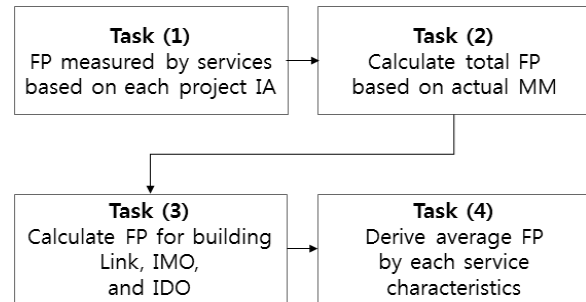 Task (1)
FP measured by services
based on each project IA
Task (2)
Calculate total FP
based on actual MM
Task (3)
Calculate FP for building
Link, IMO,
and IDO
Task (4)
Derive average FP
by each service
characteristics